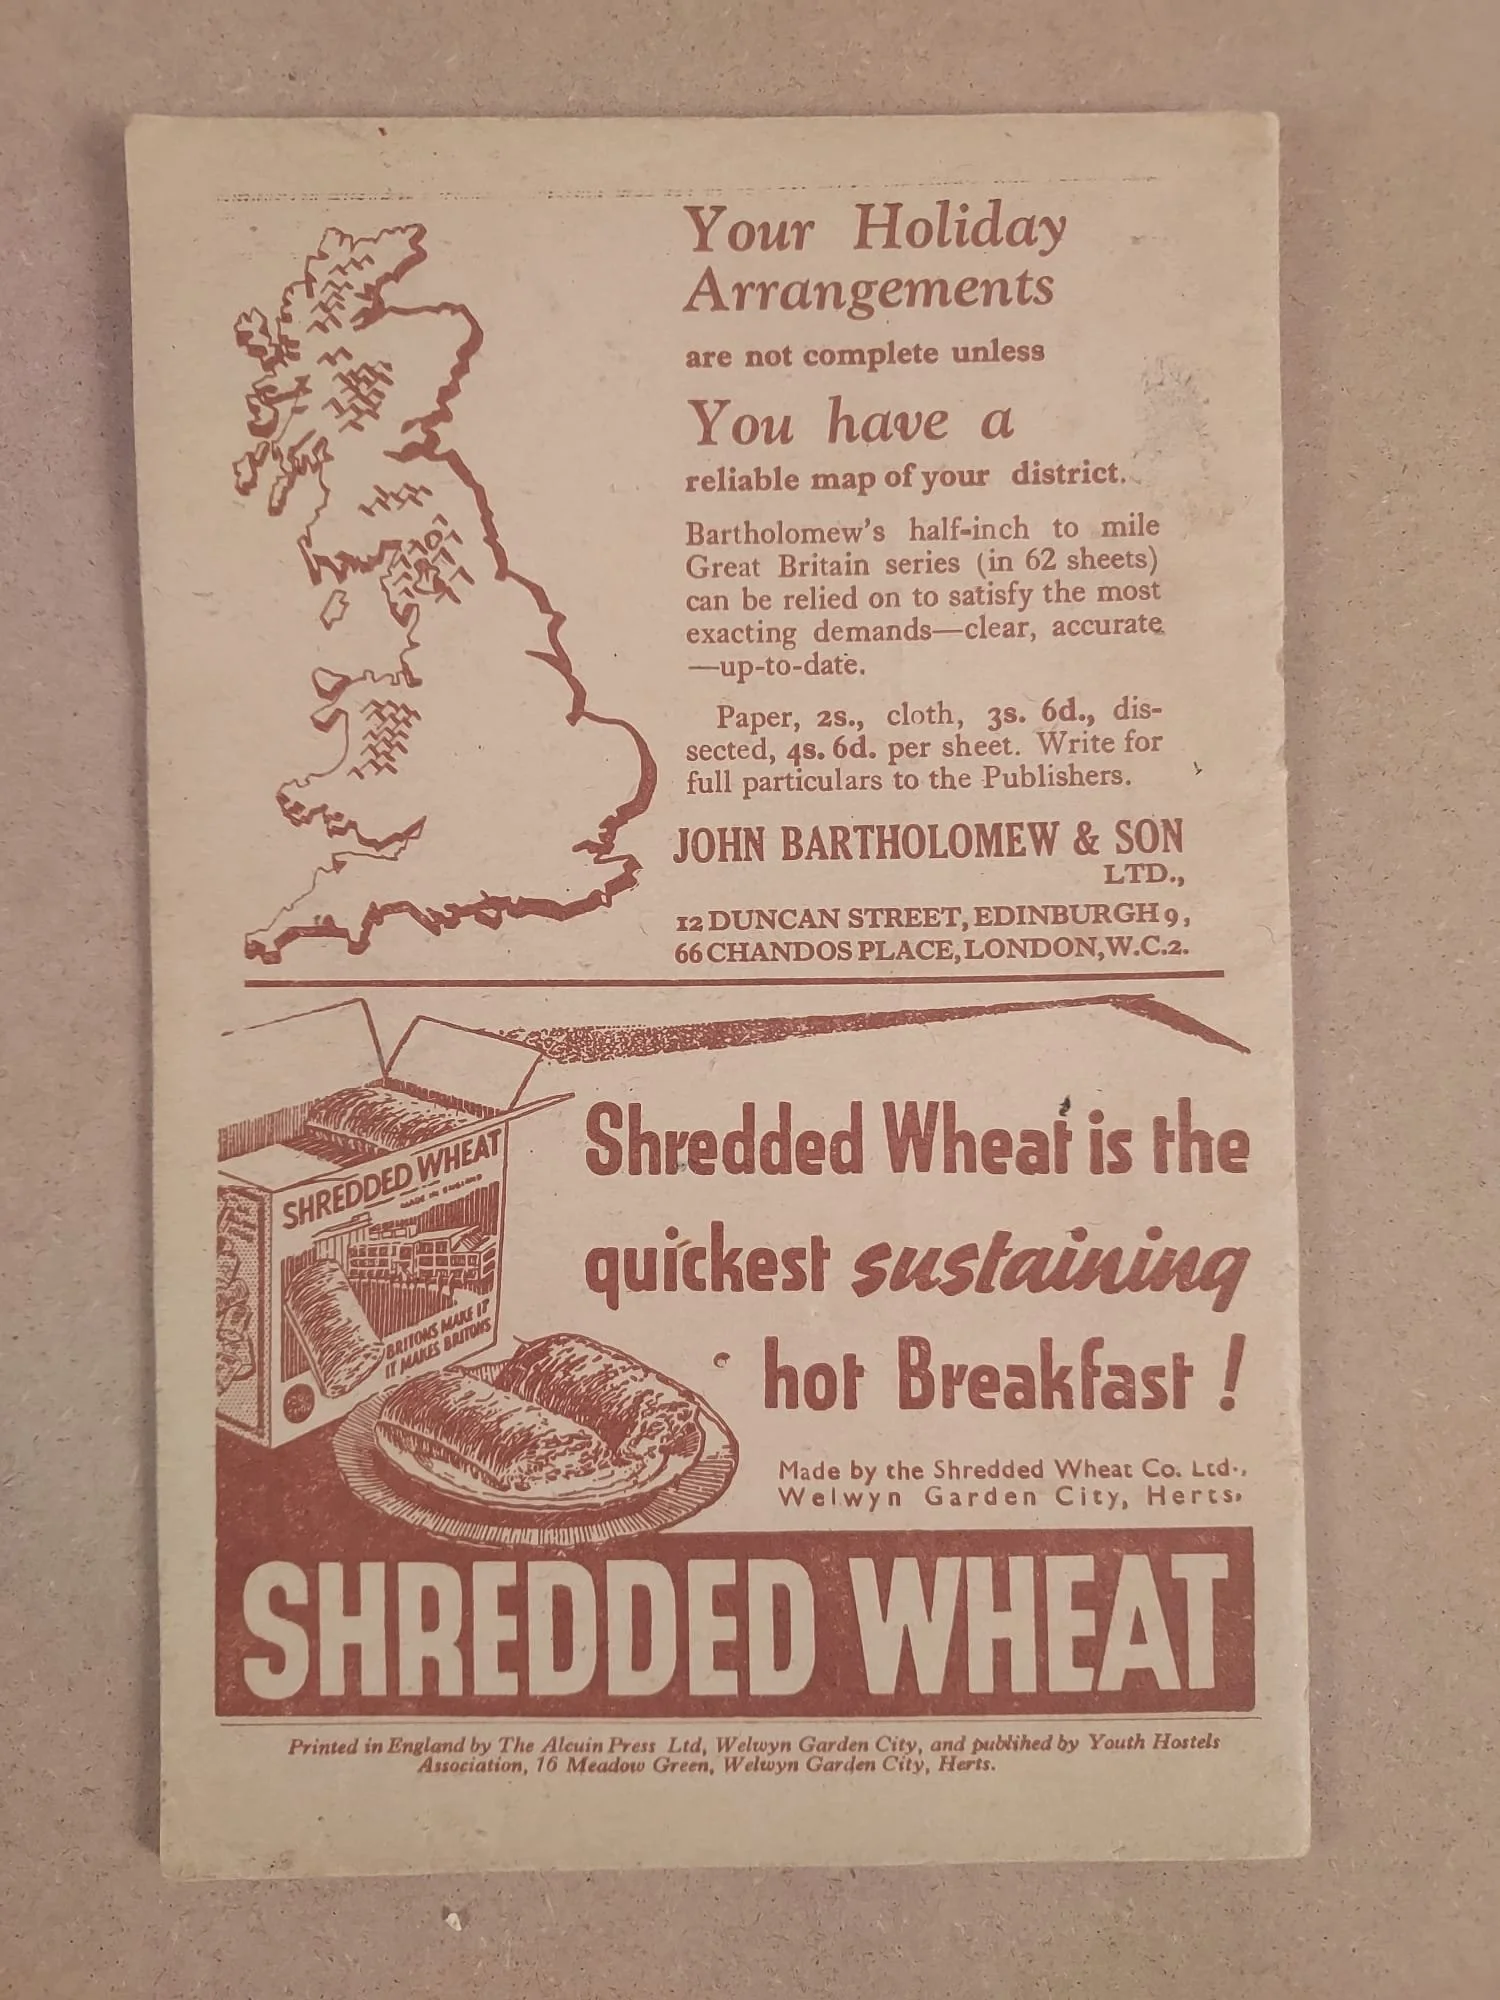 Your Holiday
Arrangements
are not complete unless
You have a
reliable map of your district.
Bartholomew's half-inch to mile
Great Britain series (in 62 sheets)
can be relied on to satisfy the most
exacting demands—clear, accurate
—up-to-date.
Paper, 2s., cloth, 3s. 6d., dis-
sected, 4s. 6d. per sheet. Write for
full particulars to the Publishers.
JOHN BARTHOLOMEW & SON
LTD.,
12 DUNCAN STREET, EDINBURGH 9,
66 CHANDOS PLACE, LONDON, W.C.2.
SHREDDED WHEAT
MADE IN ENGLAND
BRITONS MAKE IT
IT MAKES BRITONS
Shredded Wheat is the
quickest sustaining
hot Breakfast!
Made by the Shredded Wheat Co. Ltd.,
Welwyn Garden City, Herts.
SHREDDED WHEAT
Printed in England by The Alcuin Press Ltd, Welwyn Garden City, and publihed by Youth Hostels
Association, 16 Meadow Green, Welwyn Garden City, Herts.